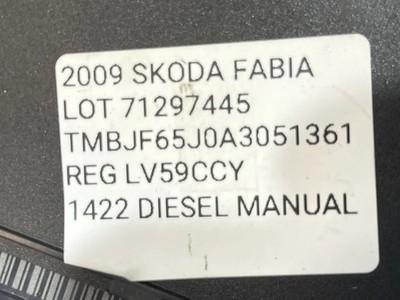 2009 SKODA FABIA
LOT 71297445
TMBJF65J0A3051361
REG LV59CCY
1422 DIESEL MANUAL